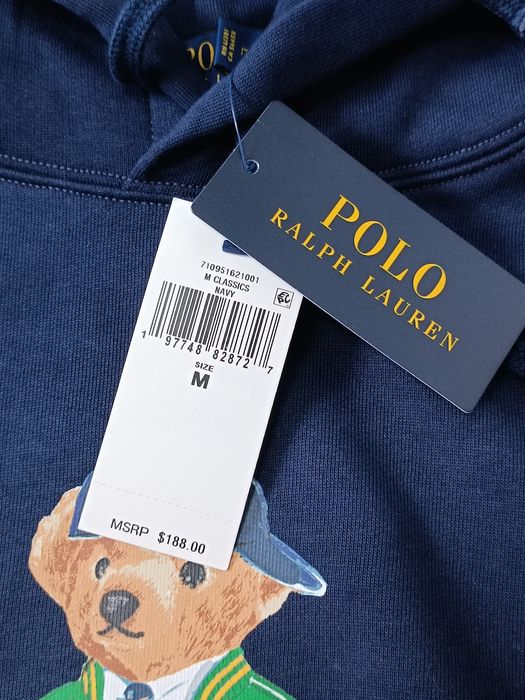 POLO
RALPH LAUREN
710951621001
M CLASSICS
NAVY
1 97748 82872 7
SIZE
M
MSRP $188.00